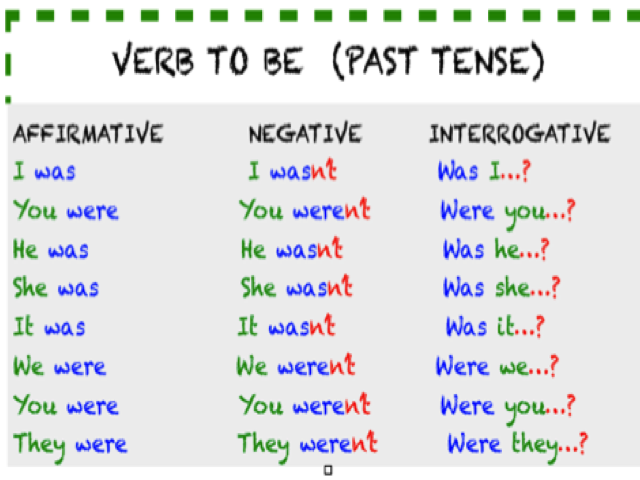 VERB TO BE (PAST TENSE)
AFFIRMATIVE NEGATIVE INTERROGATIVE
I was I wasn't Was I...?
You were You weren't Were you...?
He was He wasn't Was he...?
She was She wasn't Was she...?
It was It wasn't Was it...?
We were We weren't Were we...?
You were You weren't Were you...?
They were They weren't Were they...?